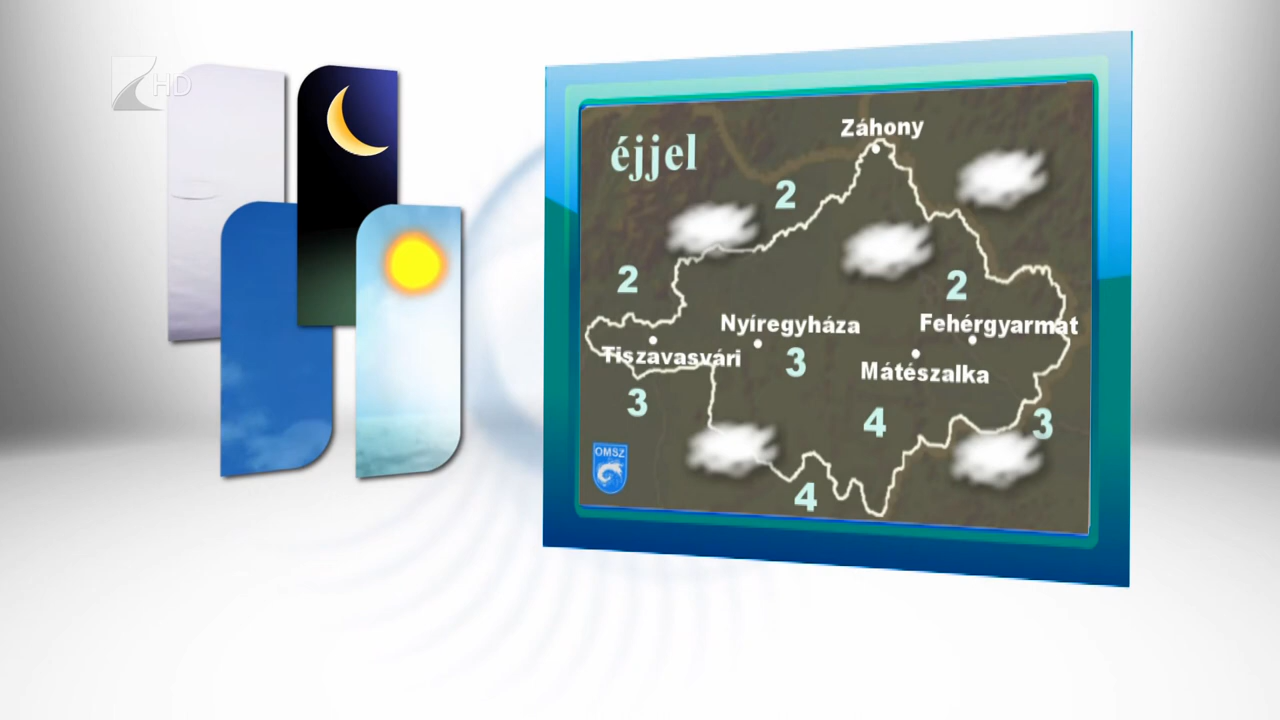 HD
éjjel
Záhony
2
2
2
Nyíregyháza
Fehérgyarmat
Tiszavasvári
3
Mátészalka
3
4
3
OMSZ
4